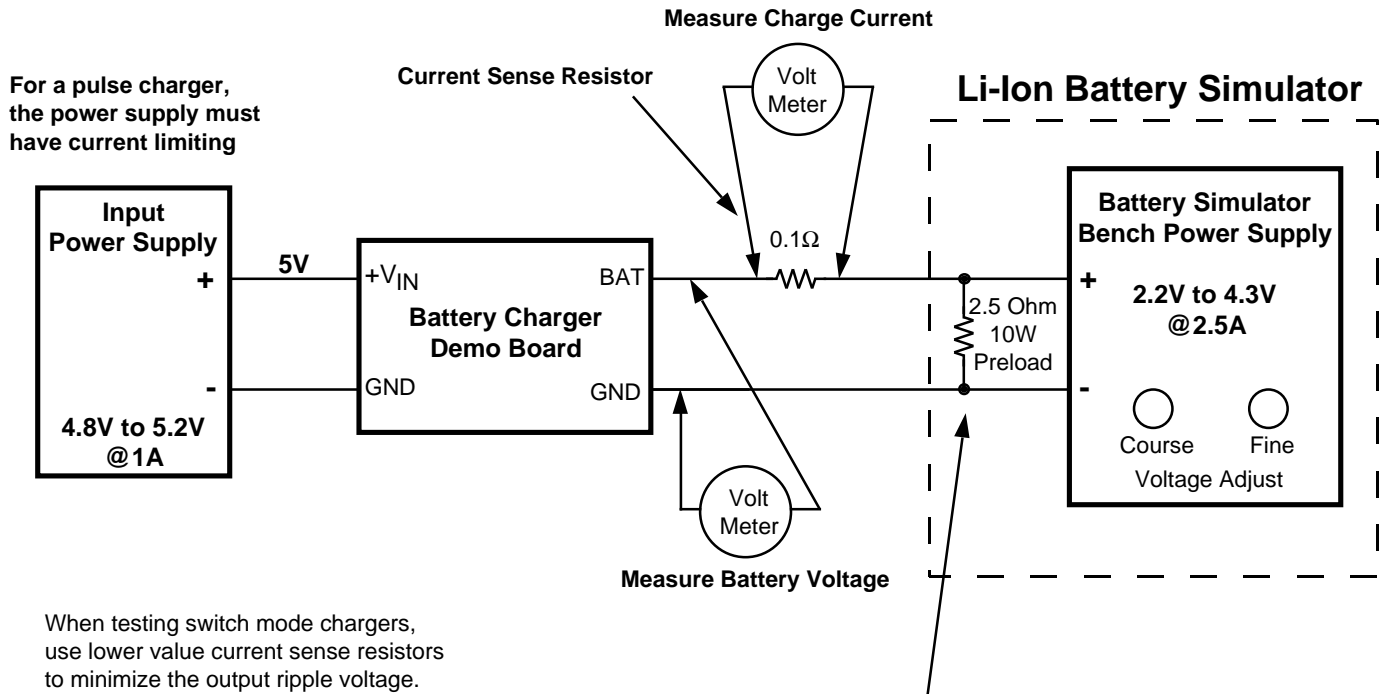 Measure Charge Current
For a pulse charger,
the power supply must
have current limiting
Current Sense Resistor
Volt
Meter
Li-Ion Battery Simulator
Input
Power Supply
+
-
4.8V to 5.2V
@1A
5V
+VIN
GND
Battery Charger
Demo Board
BAT
GND
0.1Ω
2.5 Ohm
10W
Preload
Battery Simulator
Bench Power Supply
+
2.2V to 4.3V
@2.5A
-
Course Fine
Voltage Adjust
Volt
Meter
Measure Battery Voltage
When testing switch mode chargers,
use lower value current sense resistors
to minimize the output ripple voltage.